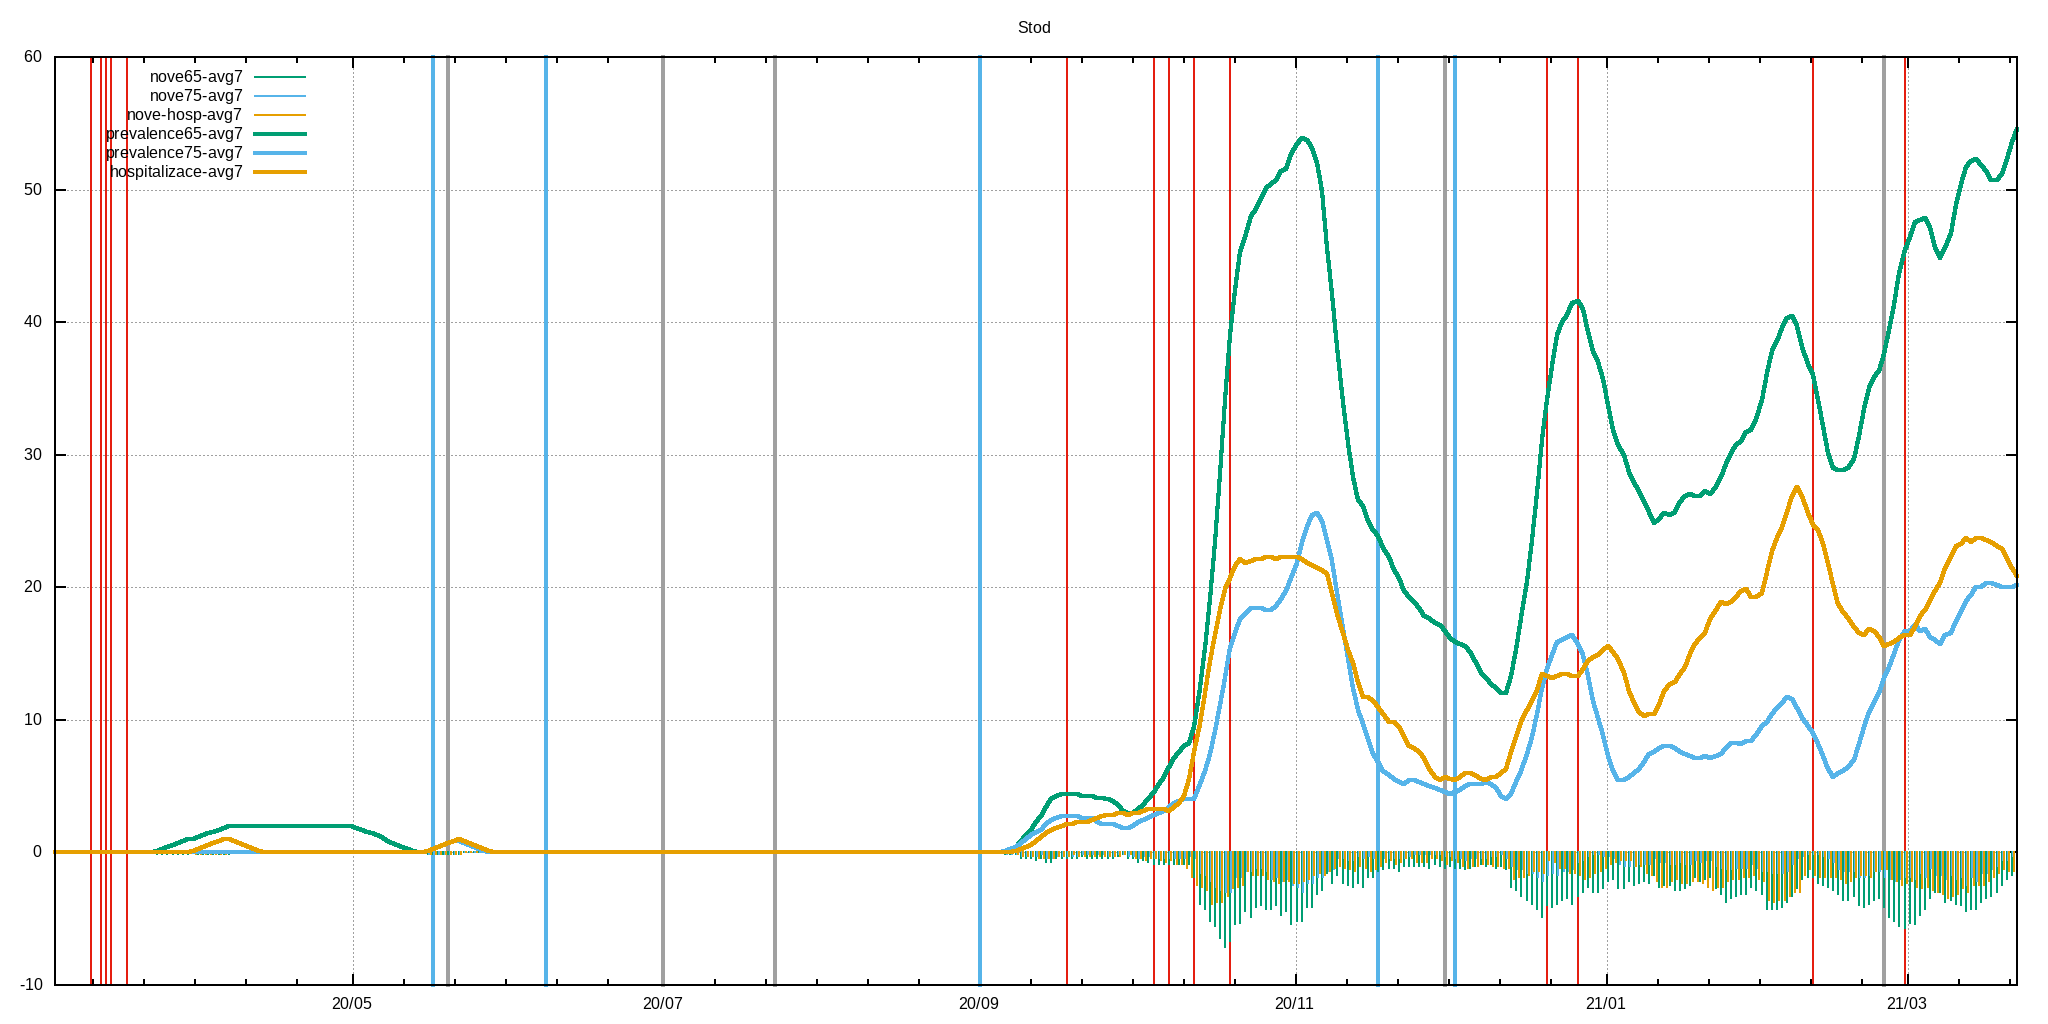 Stod
60
nove65-avg7
nove75-avg7
nove-hosp-avg7
prevalence65-avg7
prevalence75-avg7
hospitalizace-avg7
50
40
30
20
10
0
-10
20/05
20/07
20/09
20/11
21/01
21/03